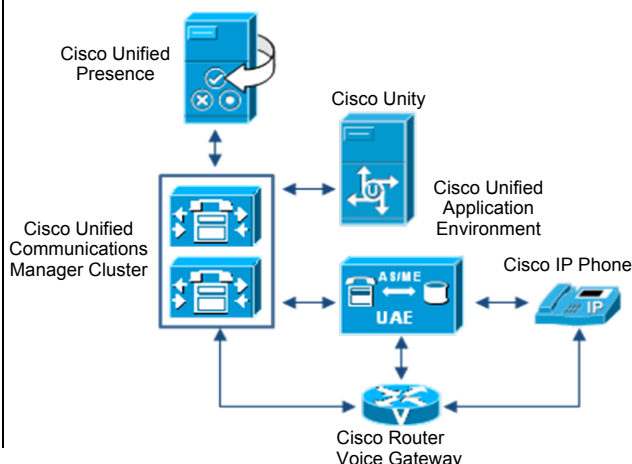 Cisco Unified
Presence
Cisco Unity
Cisco Unified
Application
Environment
Cisco Unified
Communications
Manager Cluster
Cisco IP Phone
U
AS/ME
UAE
IP
V
Cisco Router
Voice Gateway